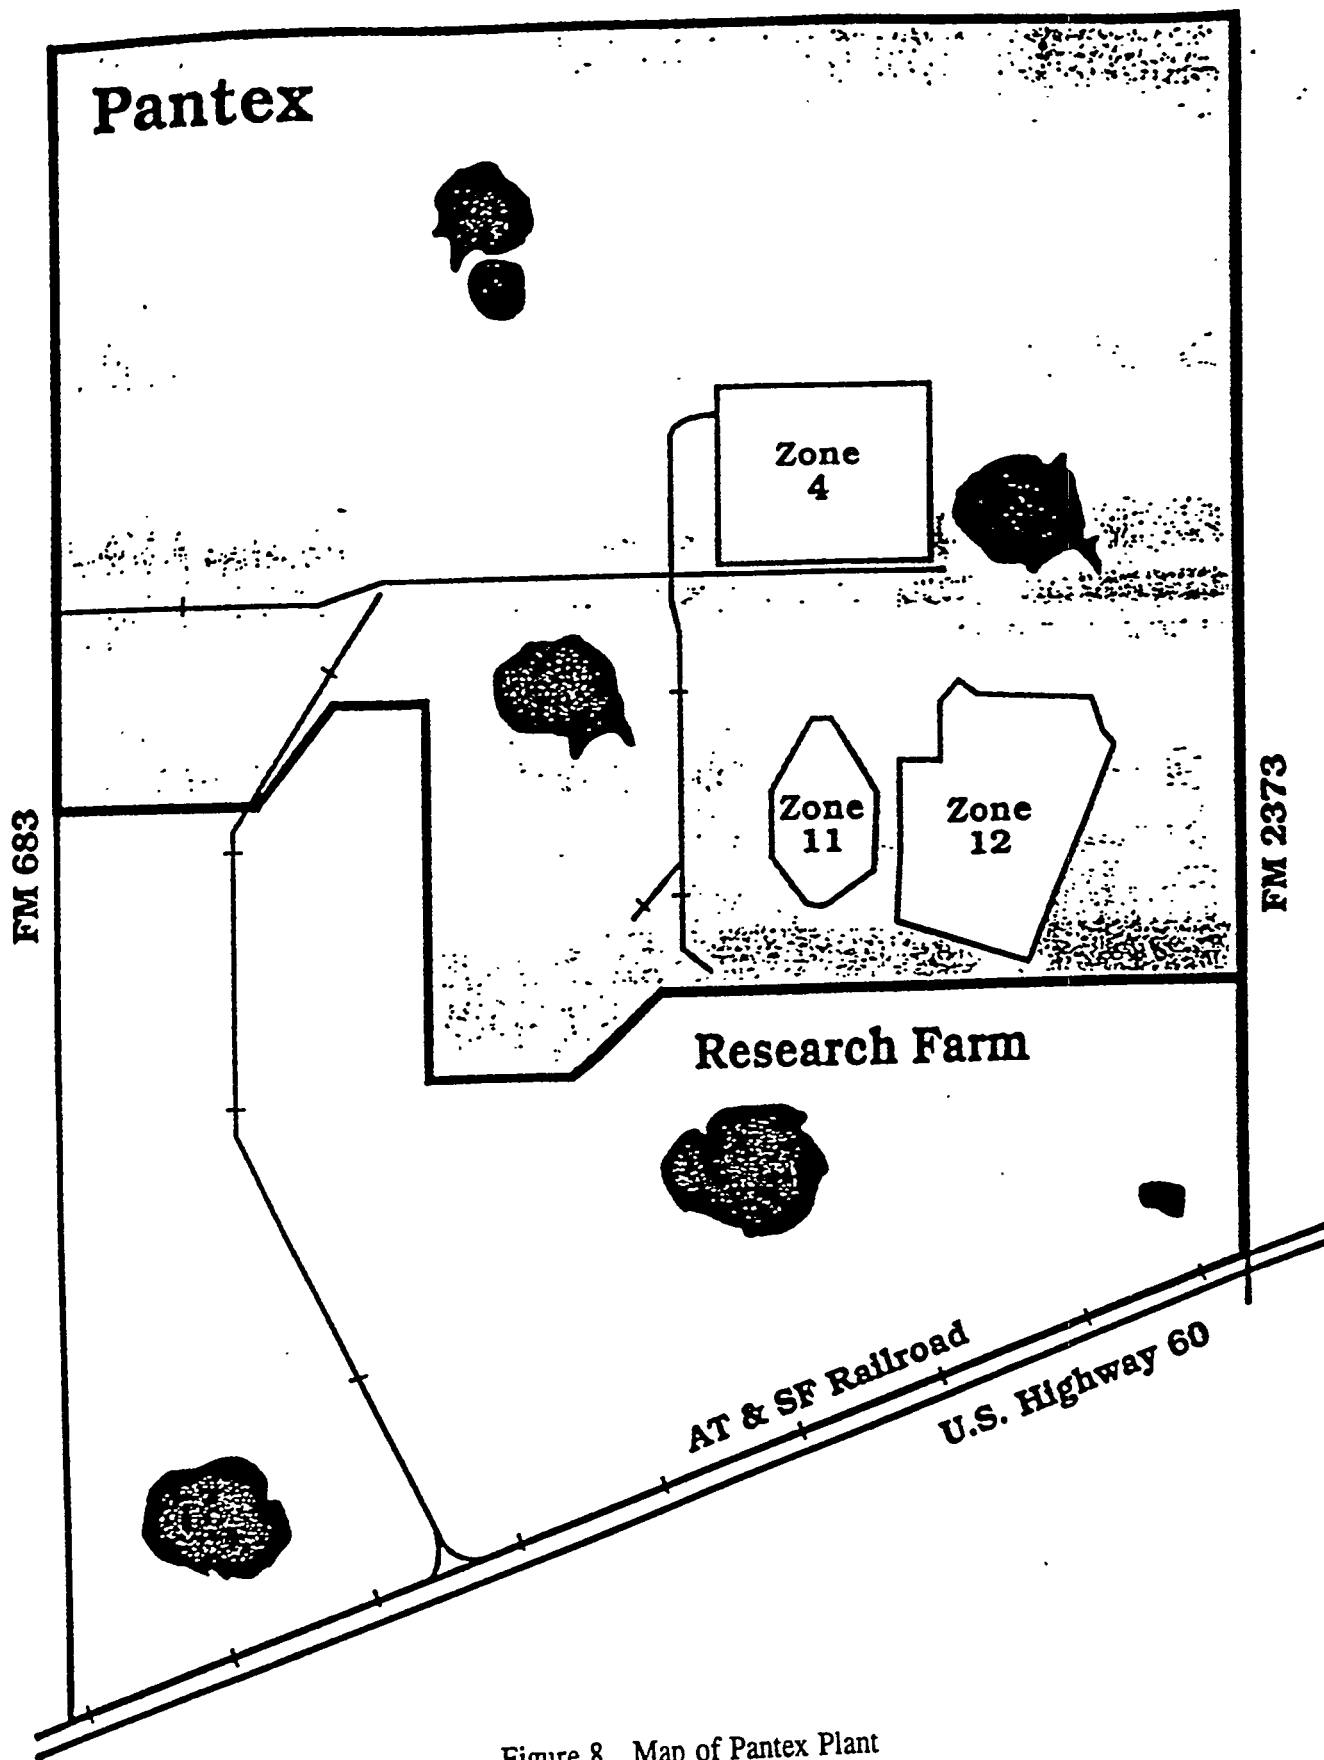 Pantex
Zone
4
Zone
11
Zone
12
FM 683
FM 2373
Research Farm
AT & SF Railroad
U.S. Highway 60
Figure 8 Map of Pantex Plant